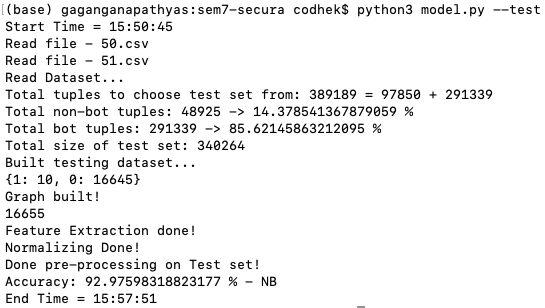 (base) gaganganapathyas:sem7-secura codhek$ python3 model.py --test
Start Time = 15:50:45
Read file - 50.csv
Read file - 51.csv
Read Dataset...
Total tuples to choose test set from: 389189 = 97850 + 291339
Total non-bot tuples: 48925 -> 14.378541367879059 %
Total bot tuples: 291339 -> 85.62145863212095 %
Total size of test set: 340264
Built testing dataset...
{1: 10, 0: 16645}
Graph built!
16655
Feature Extraction done!
Normalizing Done!
Done pre-processing on Test set!
Accuracy: 92.97598318823177 % - NB
End Time = 15:57:51